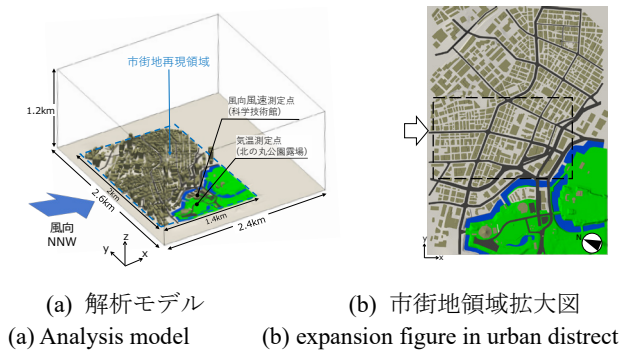 市街地再現領域
1.2km
風向風速測定点
(科学技術館)
気温測定点
(北の丸公園露場)
2km
2.6km
1.4km
2.4km
風向
NNW
z
y
x
N
Y
x
(a) 解析モデル
(b) 市街地領域拡大図
(a) Analysis model
(b) expansion figure in urban distrect